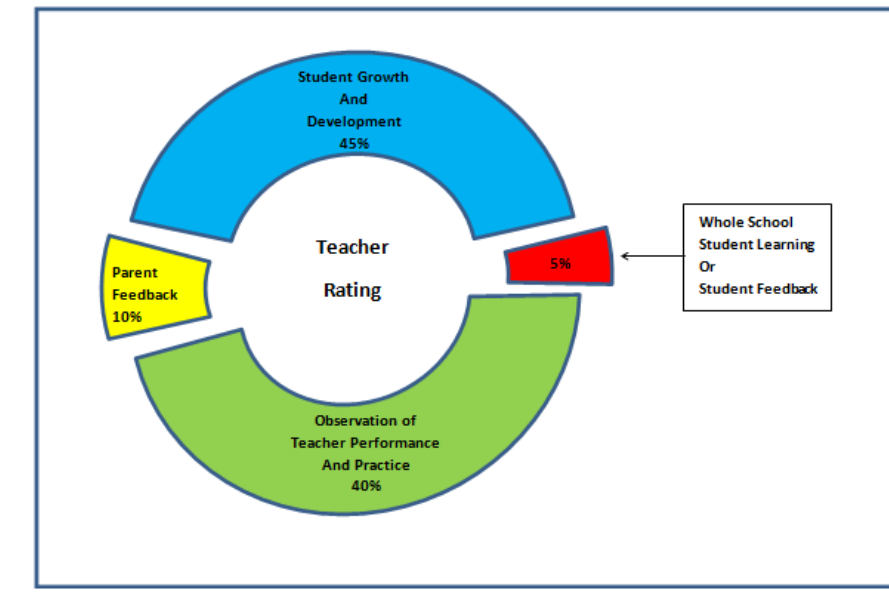 Student Growth
And
Development
45%
Teacher
Rating
Parent
Feedback
10%
5%
Whole School
Student Learning
Or
Student Feedback
Observation of
Teacher Performance
And Practice
40%